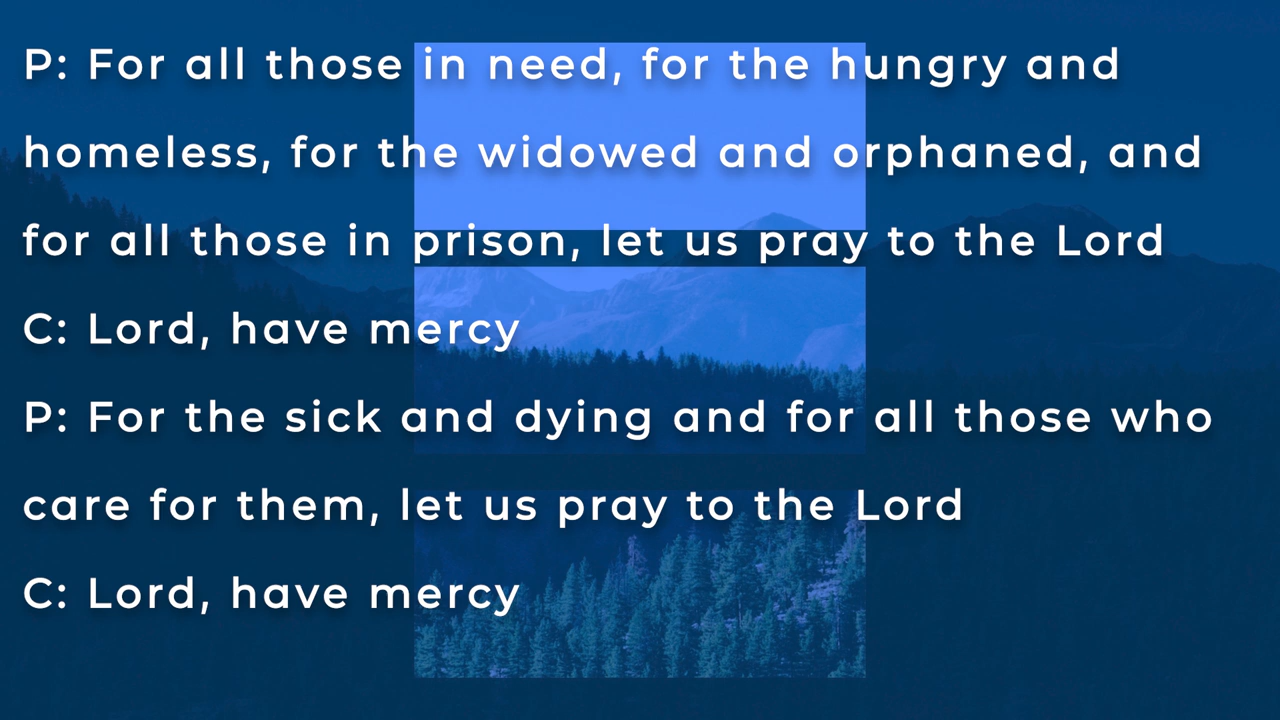 P: For all those in need, for the hungry and
homeless, for the widowed and orphaned, and
for all those in prison, let us pray to the Lord
C: Lord, have mercy
P: For the sick and dying and for all those who
care for them, let us pray to the Lord
C: Lord, have mercy